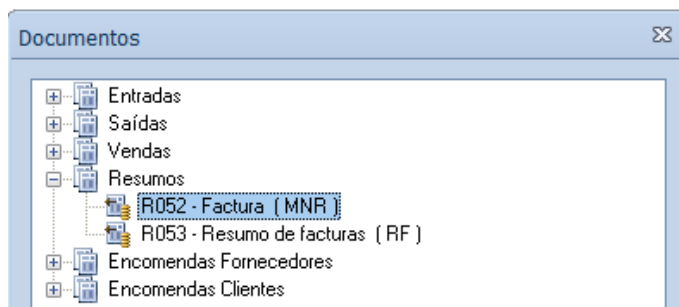 Documentos
Entradas
Saídas
Vendas
Resumos
R052 - Factura ( MNR )
R053 - Resumo de facturas ( RF )
Encomendas Fornecedores
Encomendas Clientes